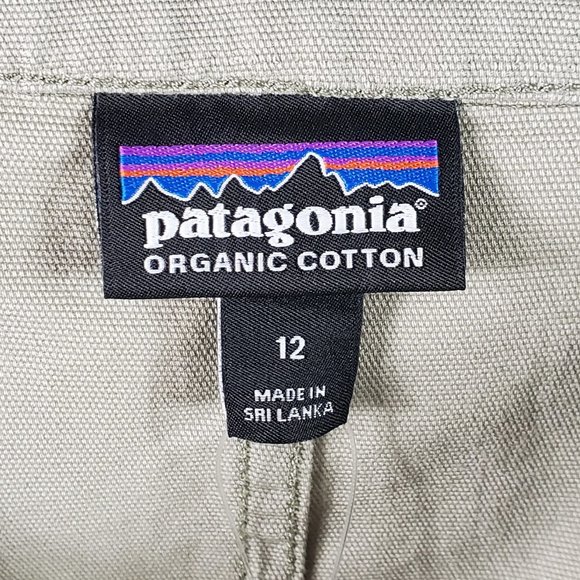 patagonia®
ORGANIC COTTON
12
MADE IN
SRI LANKA